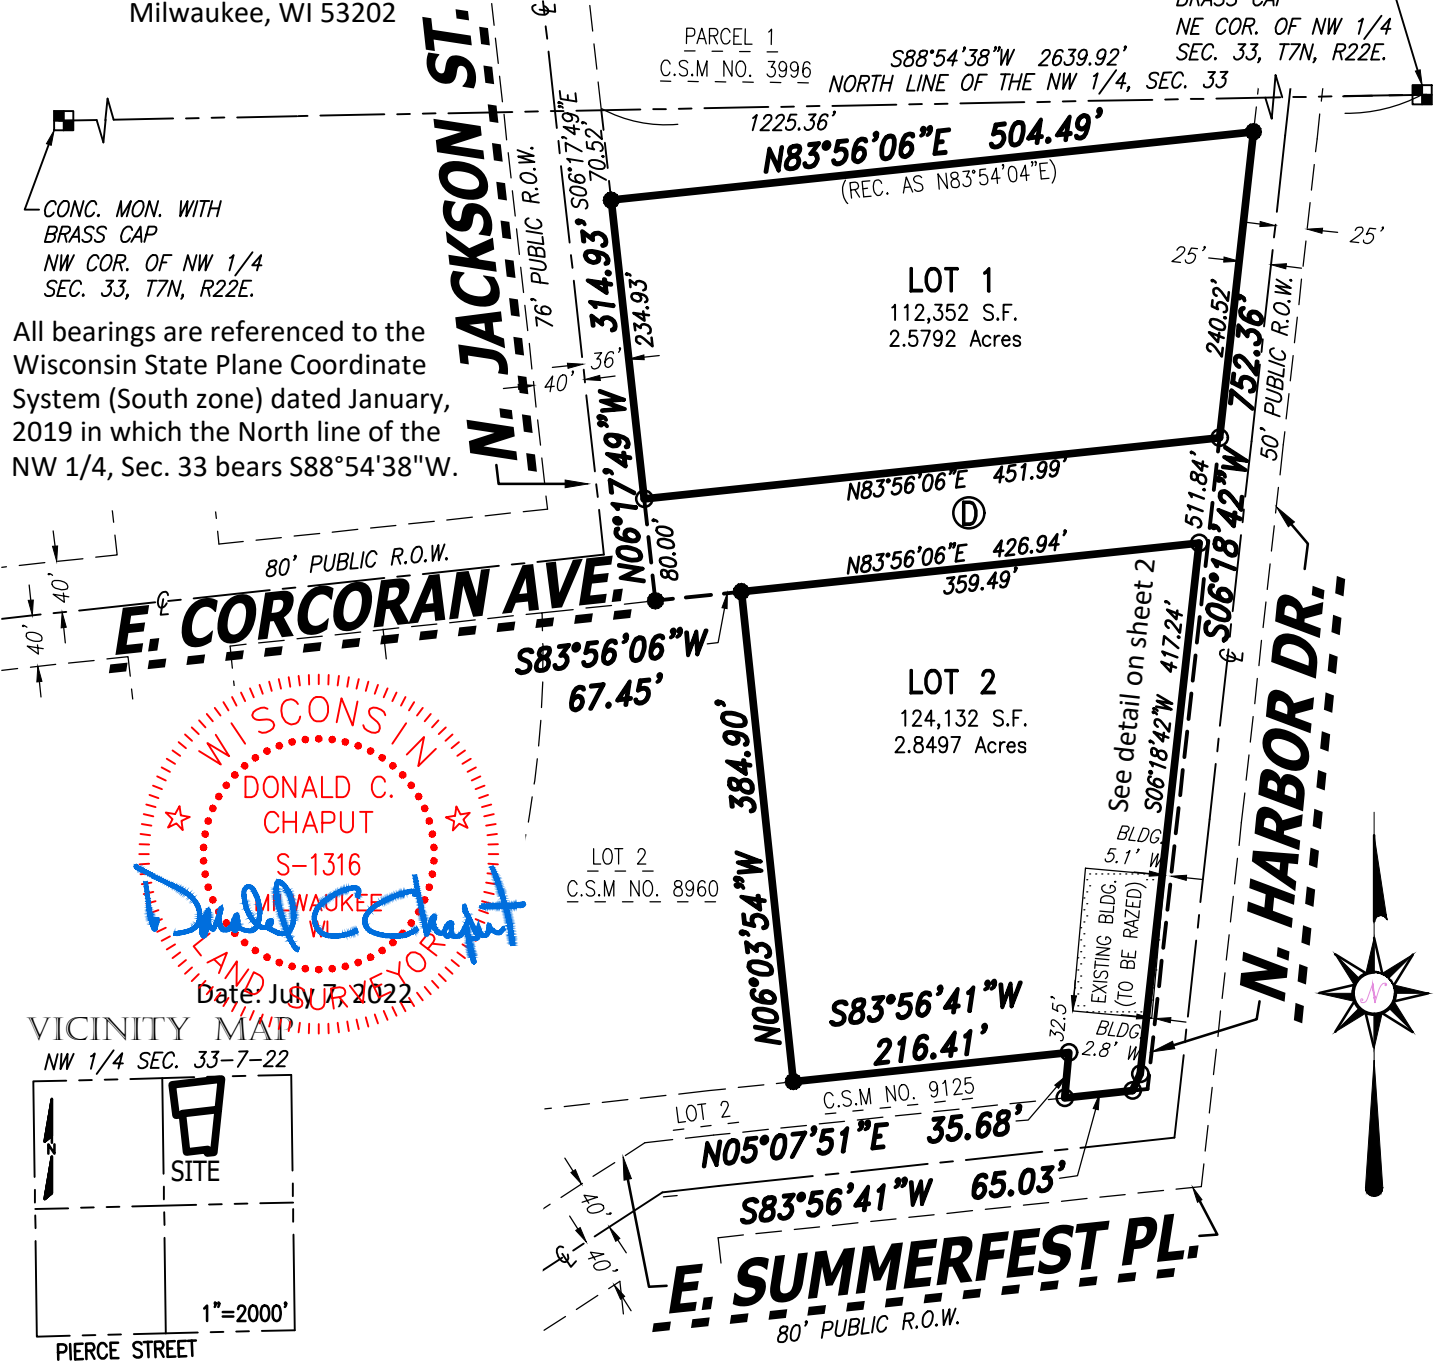 Milwaukee, WI 53202
N. JACKSON ST.
PARCEL 1
C.S.M NO. 3996
BRASS CAP
NE COR. OF NW 1/4
SEC. 33, T7N, R22E.
S88°54'38"W 2639.92'
NORTH LINE OF THE NW 1/4, SEC. 33
1225.36'
N83°56'06"E 504.49'
(REC. AS N83°54'04"E)
S06°17'49"E
70.52'
76' PUBLIC R.O.W.
CONC. MON. WITH
BRASS CAP
NW COR. OF NW 1/4
SEC. 33, T7N, R22E.
All bearings are referenced to the
Wisconsin State Plane Coordinate
System (South zone) dated January,
2019 in which the North line of the
NW 1/4, Sec. 33 bears S88°54'38"W.
N06°17'49"W 314.93'
234.93'
36'
40'
80.00'
LOT 1
112,352 S.F.
2.5792 Acres
25'
25'
240.52'
S06°18'42"W 752.36'
50' PUBLIC R.O.W.
511.84'
N83°56'06"E 451.99'
D
N83°56'06"E 426.94'
359.49'
80' PUBLIC R.O.W.
40'
40'
CL
CL
CL
CL
E. CORCORAN AVE.
S83°56'06"W
67.45'
LOT 2
124,132 S.F.
2.8497 Acres
See detail on sheet 2
S06°18'42"W 417.24'
N. HARBOR DR.
N06°03'54"W 384.90'
LOT 2
C.S.M NO. 8960
BLDG.
5.1' W
EXISTING BLDG.
(TO BE RAZED)
32.5'
BLDG.
2.8' W
S83°56'41"W
216.41'
WISCONSIN
DONALD C.
CHAPUT
S-1316
MILWAUKEE
WI
LAND SURVEYOR
Donald C Chaput
Date: July 7, 2022
VICINITY MAP
NW 1/4 SEC. 33-7-22
N
SITE
1"=2000'
PIERCE STREET
LOT 2
C.S.M NO. 9125
N05°07'51"E 35.68'
S83°56'41"W 65.03'
40'
40'
E. SUMMERFEST PL.
80' PUBLIC R.O.W.
N